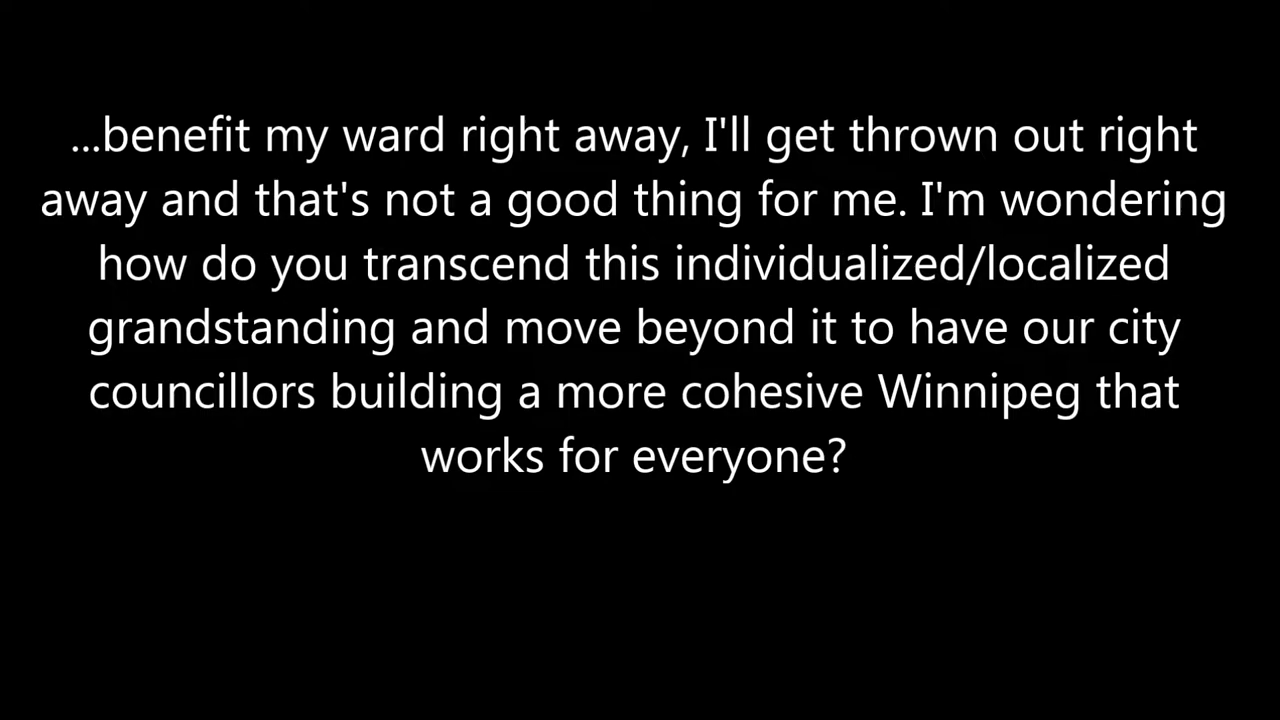 ...benefit my ward right away, I'll get thrown out right
away and that's not a good thing for me. I'm wondering
how do you transcend this individualized/localized
grandstanding and move beyond it to have our city
councillors building a more cohesive Winnipeg that
works for everyone?